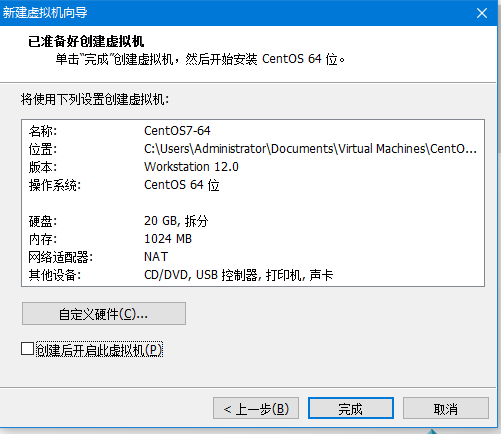 新建虚拟机向导
已准备好创建虚拟机
单击"完成"创建虚拟机，然后开始安装 CentOS 64 位。
将使用下列设置创建虚拟机:
名称: CentOS7-64
位置: C:\Users\Administrator\Documents\Virtual Machines\CentO...
版本: Workstation 12.0
操作系统: CentOS 64 位
硬盘: 20 GB, 拆分
内存: 1024 MB
网络适配器: NAT
其他设备: CD/DVD, USB 控制器, 打印机, 声卡
自定义硬件(C)...
创建后开启此虚拟机(P)
< 上一步(B) 完成 取消